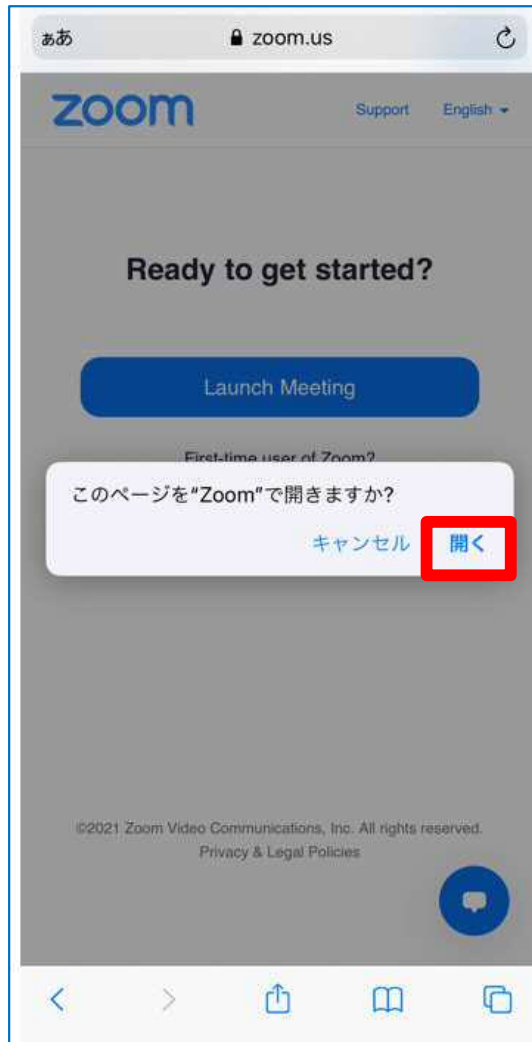 ああ zoom.us
zoom Support English
Ready to get started?
Launch Meeting
First-time user of Zoom?
このページを"Zoom"で開きますか?
キャンセル 開く
©2021 Zoom Video Communications, Inc. All rights reserved.
Privacy & Legal Policies